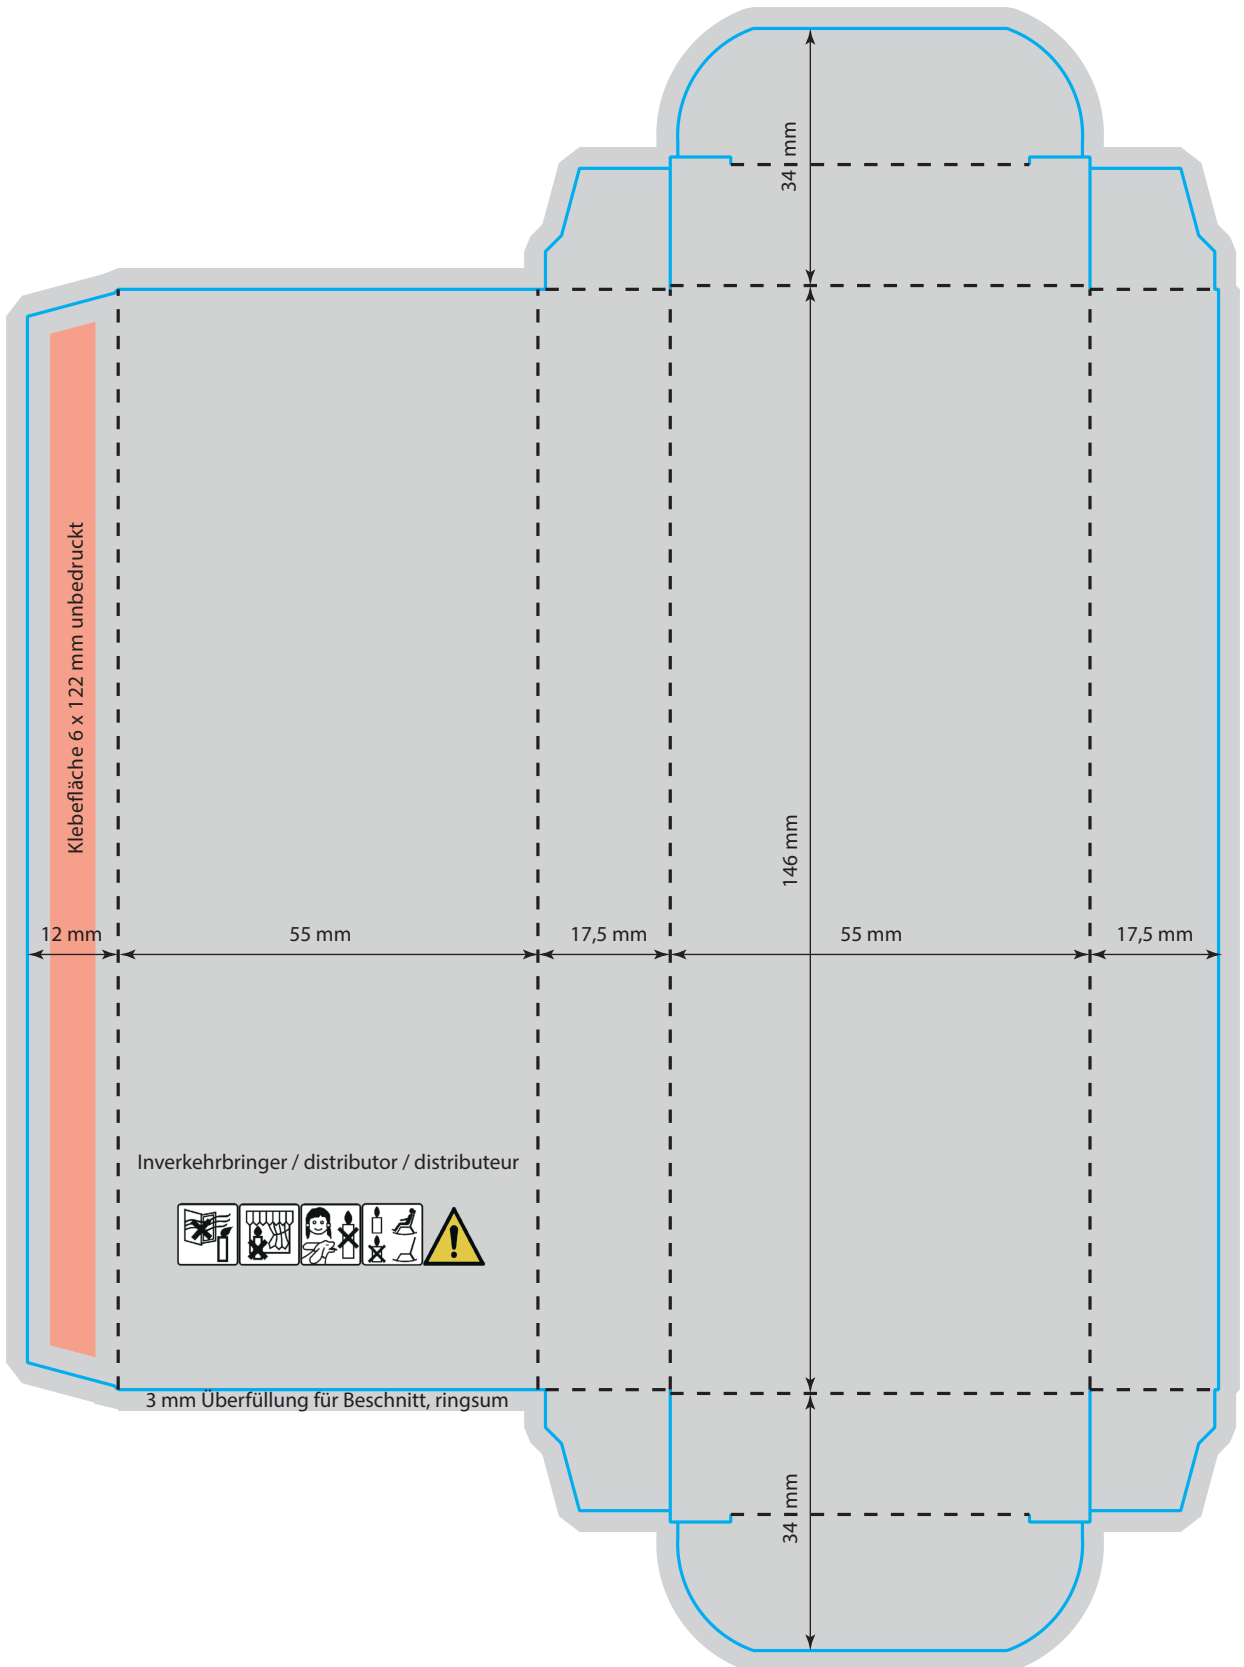 34 mm
Klebefläche 6 x 122 mm unbedruckt
146 mm
12 mm
55 mm
17,5 mm
55 mm
17,5 mm
Inverkehrbringer / distributor / distributeur
3 mm Überfüllung für Beschnitt, ringsum
34 mm